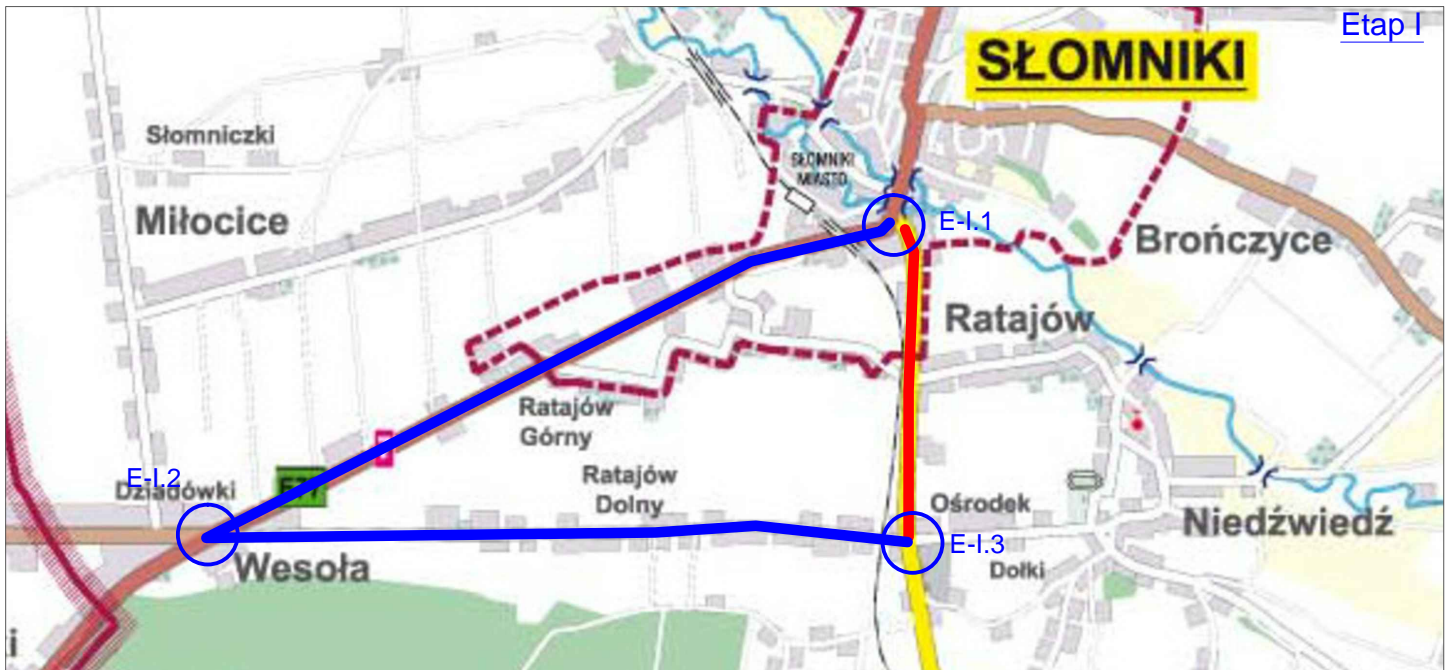 Etap I
SŁOMNIKI
Słomniczki
SŁOMNIKI
MIASTO
Miłocice
E-I.1
Brończyce
Ratajów
Ratajów
Górny
E-I.2
Dziadówki
E77
Ratajów
Dolny
Ośrodek
Niedźwiedź
E-I.3
Wesoła
Dołki
i